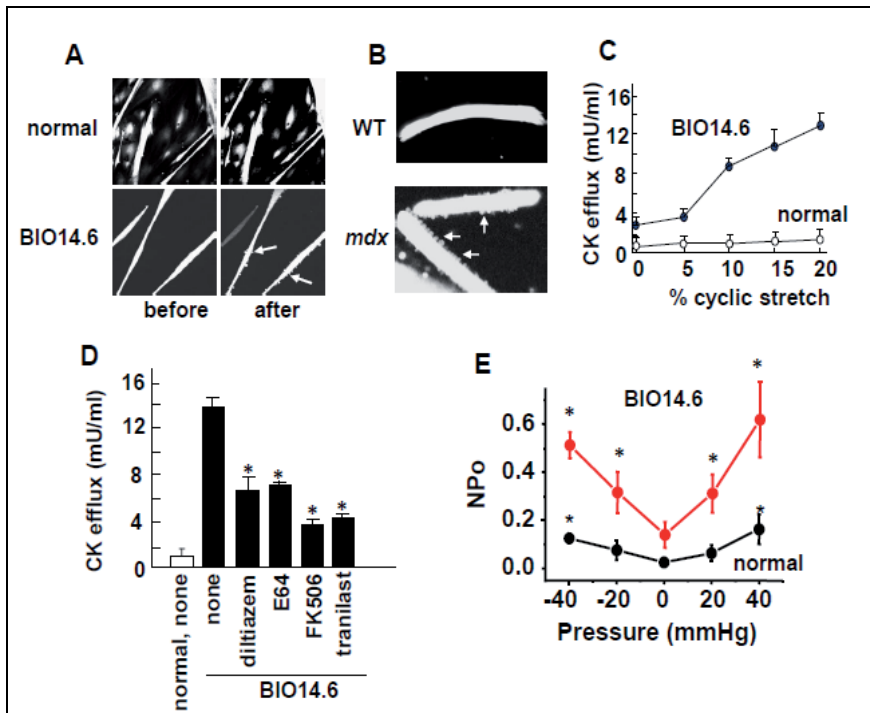 A
normal
BIO14.6
before after
B
WT
mdx
C
CK efflux (mU/ml)
16
12
8
4
0
BIO14.6
normal
0 5 10 15 20
% cyclic stretch
D
CK efflux (mU/ml)
16
12
8
4
0
* * * *
normal, none
none
diltiazem
E64
FK506
tranilast
BIO14.6
E
NPo
0.6
0.4
0.2
0.0
BIO14.6
* * * *
* *
normal
-40 -20 0 20 40
Pressure (mmHg)